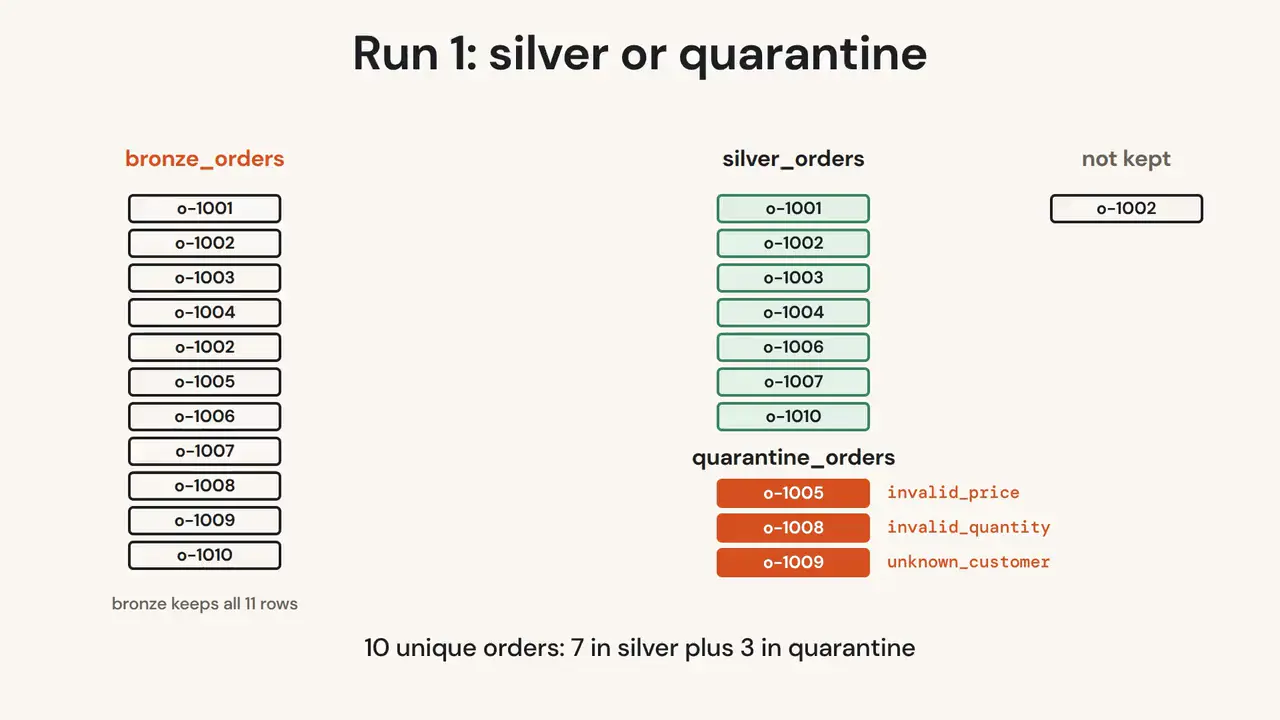 Run 1: silver or quarantine
bronze_orders
o-1001
o-1002
o-1003
o-1004
o-1002
o-1005
o-1006
o-1007
o-1008
o-1009
o-1010
bronze keeps all 11 rows
silver_orders
o-1001
o-1002
o-1003
o-1004
o-1006
o-1007
o-1010
quarantine_orders
o-1005 invalid_price
o-1008 invalid_quantity
o-1009 unknown_customer
not kept
o-1002
10 unique orders: 7 in silver plus 3 in quarantine